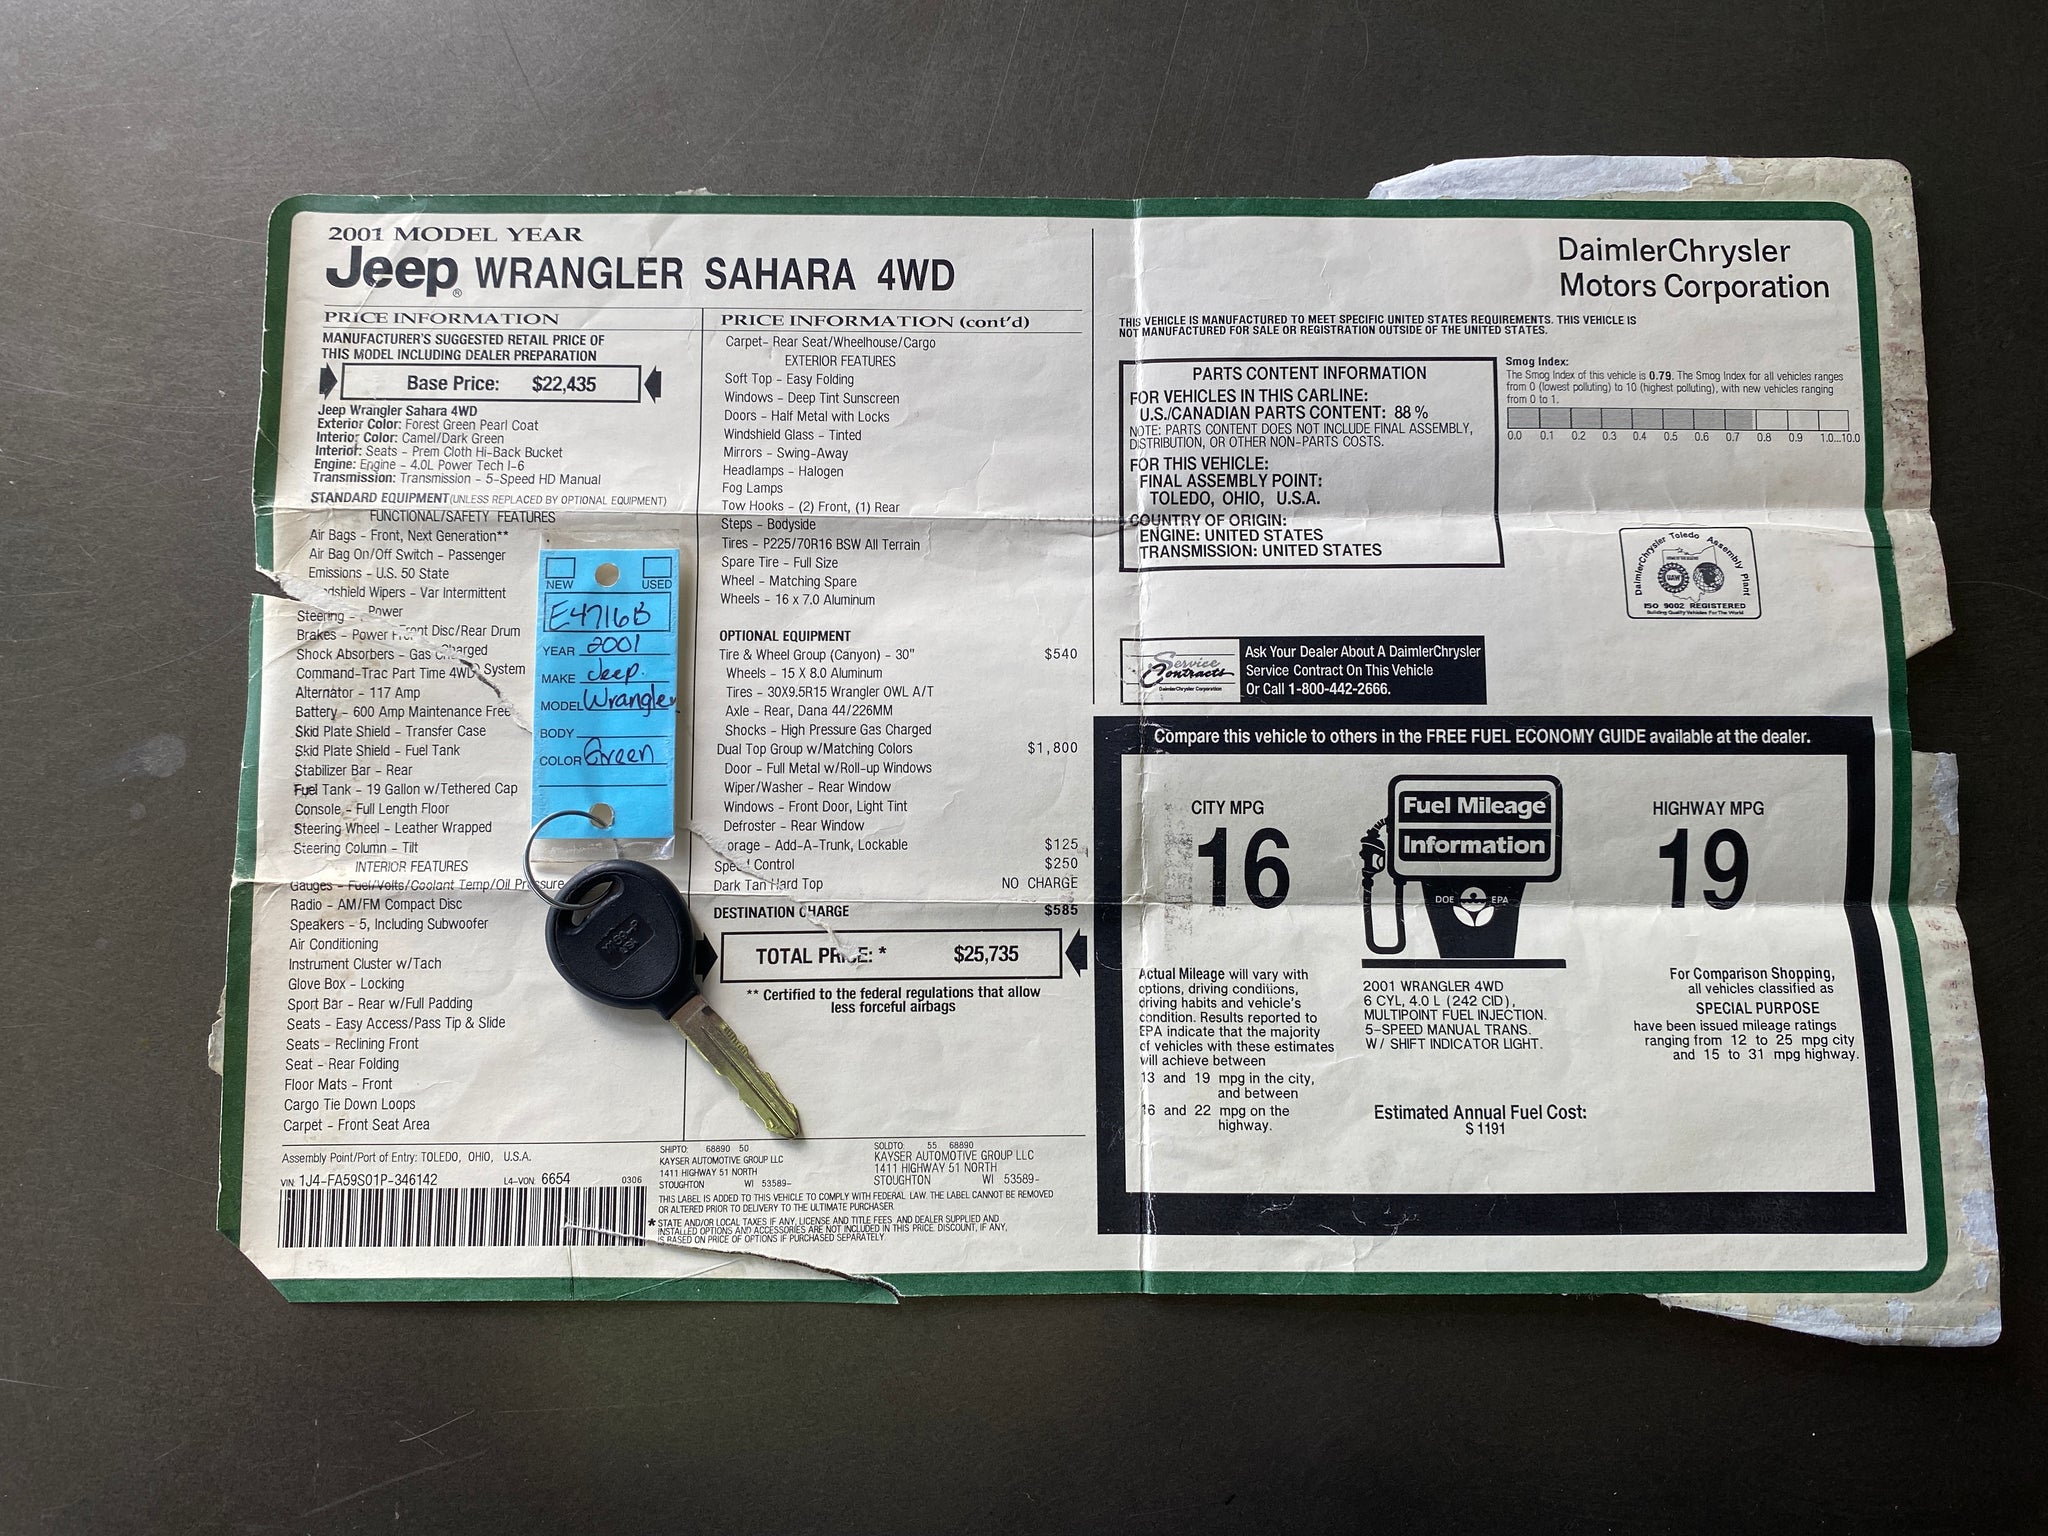 2001 MODEL YEAR
Jeep® WRANGLER SAHARA 4WD
PRICE INFORMATION
MANUFACTURER'S SUGGESTED RETAIL PRICE OF
THIS MODEL INCLUDING DEALER PREPARATION
Base Price: $22,435
Jeep Wrangler Sahara 4WD
Exterior Color: Forest Green Pearl Coat
Interior Color: Camel/Dark Green
Interior: Seats - Prem Cloth Hi-Back Bucket
Engine: Engine - 4.0L Power Tech I-6
Transmission: Transmission - 5-Speed HD Manual
STANDARD EQUIPMENT (UNLESS REPLACED BY OPTIONAL EQUIPMENT)
FUNCTIONAL/SAFETY FEATURES
Air Bags - Front, Next Generation**
Air Bag On/Off Switch - Passenger
Emissions - U.S. 50 State
dshield Wipers - Var Intermittent
Steering - Power
Brakes - Power Front Disc/Rear Drum
Shock Absorbers - Gas Charged
Command-Trac Part Time 4WD System
Alternator - 117 Amp
Battery - 600 Amp Maintenance Free
Skid Plate Shield - Transfer Case
Skid Plate Shield - Fuel Tank
Stabilizer Bar - Rear
Fuel Tank - 19 Gallon w/Tethered Cap
Console - Full Length Floor
Steering Wheel - Leather Wrapped
Steering Column - Tilt
INTERIOR FEATURES
Gauges - Fuel/Volts/Coolant Temp/Oil Pressure
Radio - AM/FM Compact Disc
Speakers - 5, Including Subwoofer
Air Conditioning
Instrument Cluster w/Tach
Glove Box - Locking
Sport Bar - Rear w/Full Padding
Seats - Easy Access/Pass Tip & Slide
Seats - Reclining Front
Seat - Rear Folding
Floor Mats - Front
Cargo Tie Down Loops
Carpet - Front Seat Area
NEW USED
E4716B
YEAR 2001
MAKE Jeep
MODEL Wrangler
BODY
COLOR Green
PRICE INFORMATION (cont'd)
Carpet- Rear Seat/Wheelhouse/Cargo
EXTERIOR FEATURES
Soft Top - Easy Folding
Windows - Deep Tint Sunscreen
Doors - Half Metal with Locks
Windshield Glass - Tinted
Mirrors - Swing-Away
Headlamps - Halogen
Fog Lamps
Tow Hooks - (2) Front, (1) Rear
Steps - Bodyside
Tires - P225/70R16 BSW All Terrain
Spare Tire - Full Size
Wheel - Matching Spare
Wheels - 16 x 7.0 Aluminum
OPTIONAL EQUIPMENT
Tire & Wheel Group (Canyon) - 30" $540
Wheels - 15 X 8.0 Aluminum
Tires - 30X9.5R15 Wrangler OWL A/T
Axle - Rear, Dana 44/226MM
Shocks - High Pressure Gas Charged
Dual Top Group w/Matching Colors $1,800
Door - Full Metal w/Roll-up Windows
Wiper/Washer - Rear Window
Windows - Front Door, Light Tint
Defroster - Rear Window
orage - Add-A-Trunk, Lockable $125
Speed Control $250
Dark Tan Hard Top NO CHARGE
DESTINATION CHARGE $585
TOTAL PRICE: * $25,735
** Certified to the federal regulations that allow
less forceful airbags
Assembly Point/Port of Entry: TOLEDO, OHIO, U.S.A.
VIN: 1J4-FA59S01P-346142 L4-VON: 6654 0306
SHIPTO: 68890 50
KAYSER AUTOMOTIVE GROUP LLC
1411 HIGHWAY 51 NORTH
STOUGHTON WI 53589-
SOLDTO: 55 68890
KAYSER AUTOMOTIVE GROUP LLC
1411 HIGHWAY 51 NORTH
STOUGHTON WI 53589-
THIS LABEL IS ADDED TO THIS VEHICLE TO COMPLY WITH FEDERAL LAW. THE LABEL CANNOT BE REMOVED
OR ALTERED PRIOR TO DELIVERY TO THE ULTIMATE PURCHASER.
* STATE AND/OR LOCAL TAXES IF ANY, LICENSE AND TITLE FEES AND DEALER SUPPLIED AND
INSTALLED OPTIONS AND ACCESSORIES ARE NOT INCLUDED IN THIS PRICE. DISCOUNT, IF ANY,
IS BASED ON PRICE OF OPTIONS IF PURCHASED SEPARATELY.
DaimlerChrysler
Motors Corporation
THIS VEHICLE IS MANUFACTURED TO MEET SPECIFIC UNITED STATES REQUIREMENTS. THIS VEHICLE IS
NOT MANUFACTURED FOR SALE OR REGISTRATION OUTSIDE OF THE UNITED STATES.
PARTS CONTENT INFORMATION
FOR VEHICLES IN THIS CARLINE:
U.S./CANADIAN PARTS CONTENT: 88 %
NOTE: PARTS CONTENT DOES NOT INCLUDE FINAL ASSEMBLY,
DISTRIBUTION, OR OTHER NON-PARTS COSTS.
FOR THIS VEHICLE:
FINAL ASSEMBLY POINT:
TOLEDO, OHIO, U.S.A.
COUNTRY OF ORIGIN:
ENGINE: UNITED STATES
TRANSMISSION: UNITED STATES
Smog Index:
The Smog Index of this vehicle is 0.79. The Smog Index for all vehicles ranges
from 0 (lowest polluting) to 10 (highest polluting), with new vehicles ranging
from 0 to 1.
0.0 0.1 0.2 0.3 0.4 0.5 0.6 0.7 0.8 0.9 1.0...10.0
DaimlerChrysler Toledo Assembly Plant
UAW
ISO 9002 REGISTERED
Building Quality Vehicles For The World
Service Contracts
DaimlerChrysler Corporation
Ask Your Dealer About A DaimlerChrysler
Service Contract On This Vehicle
Or Call 1-800-442-2666.
Compare this vehicle to others in the FREE FUEL ECONOMY GUIDE available at the dealer.
CITY MPG
16
Fuel Mileage
Information
DOE EPA
HIGHWAY MPG
19
Actual Mileage will vary with
options, driving conditions,
driving habits and vehicle's
condition. Results reported to
EPA indicate that the majority
of vehicles with these estimates
will achieve between
13 and 19 mpg in the city,
and between
16 and 22 mpg on the
highway.
2001 WRANGLER 4WD
6 CYL, 4.0 L (242 CID),
MULTIPOINT FUEL INJECTION.
5-SPEED MANUAL TRANS.
W/ SHIFT INDICATOR LIGHT.
Estimated Annual Fuel Cost:
$ 1191
For Comparison Shopping,
all vehicles classified as
SPECIAL PURPOSE
have been issued mileage ratings
ranging from 12 to 25 mpg city
and 15 to 31 mpg highway.